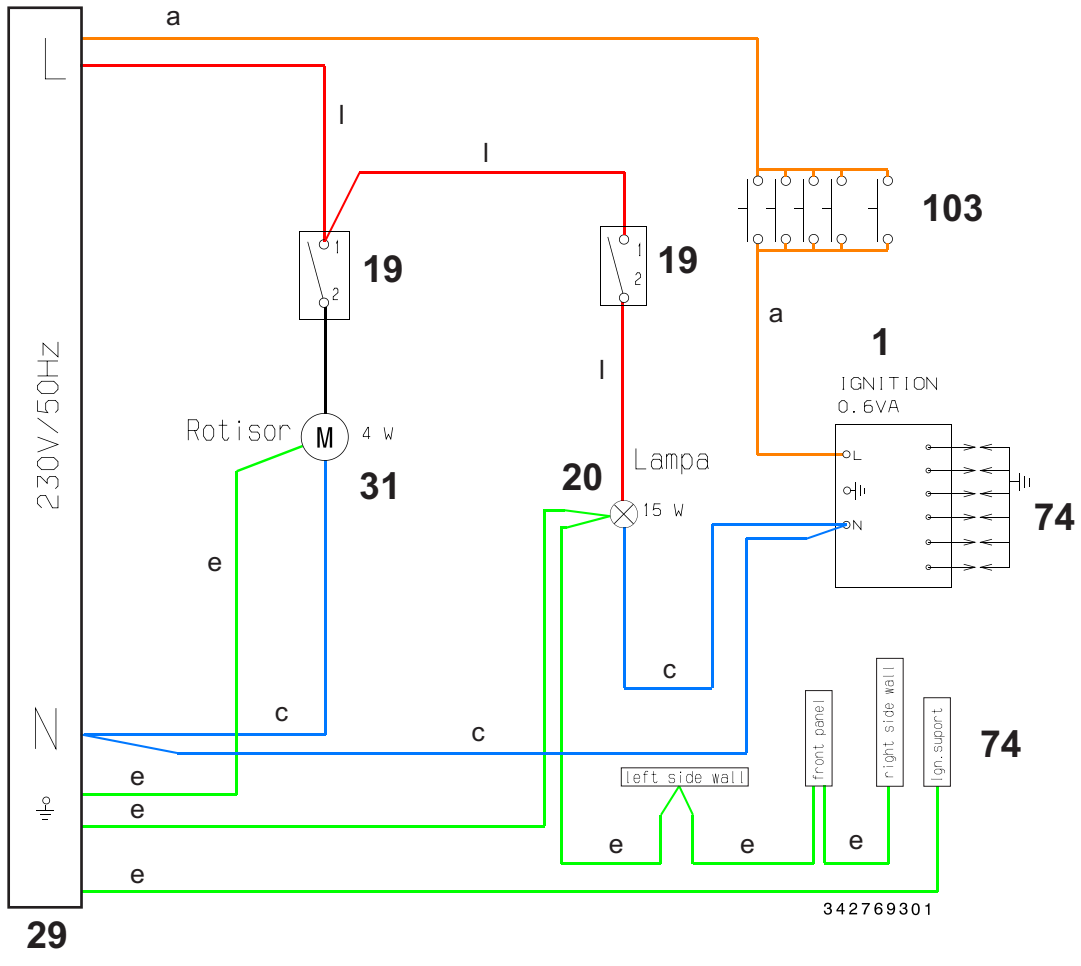 a
L
l
l
103
1
2
19
1
2
19
a
1
IGNITION
0.6VA
230V/50Hz
l
Rotisor
M
4 W
L
Lampa
31
20
15 W
N
74
e
c
N
c
c
e
e
left side wall
front panel
right side wall
Ign.suport
74
e
e
e
e
342769301
29